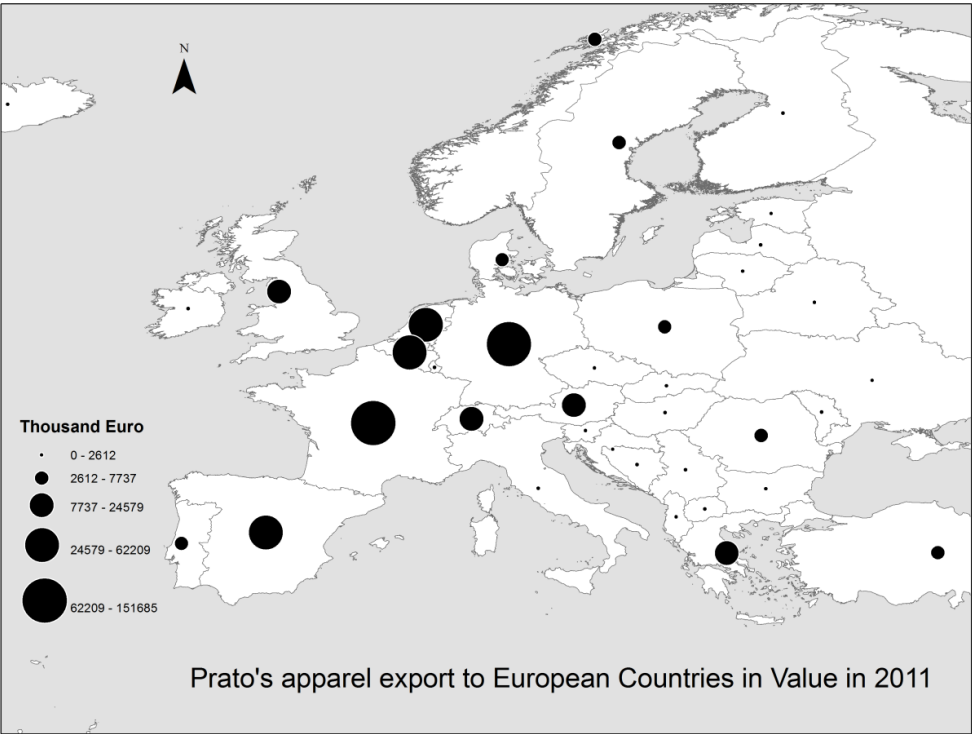 N
Thousand Euro
0 - 2612
2612 - 7737
7737 - 24579
24579 - 62209
62209 - 151685
Prato's apparel export to European Countries in Value in 2011